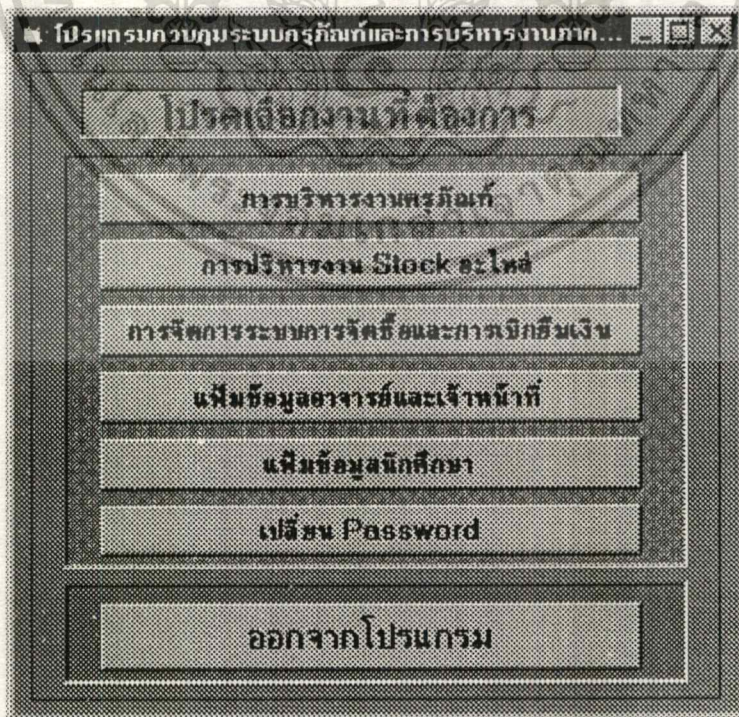 โปรแกรมควบคุมระบบครุภัณฑ์และการบริหารงานภาค...
โปรดเลือกงานที่ต้องการ
การบริหารงานครุภัณฑ์
การบริหารงาน Stock อะไหล่
การจัดการระบบการจัดซื้อและการเบิกยืมเงิน
แฟ้มข้อมูลอาจารย์และเจ้าหน้าที่
แฟ้มข้อมูลนักศึกษา
เปลี่ยน Password
ออกจากโปรแกรม